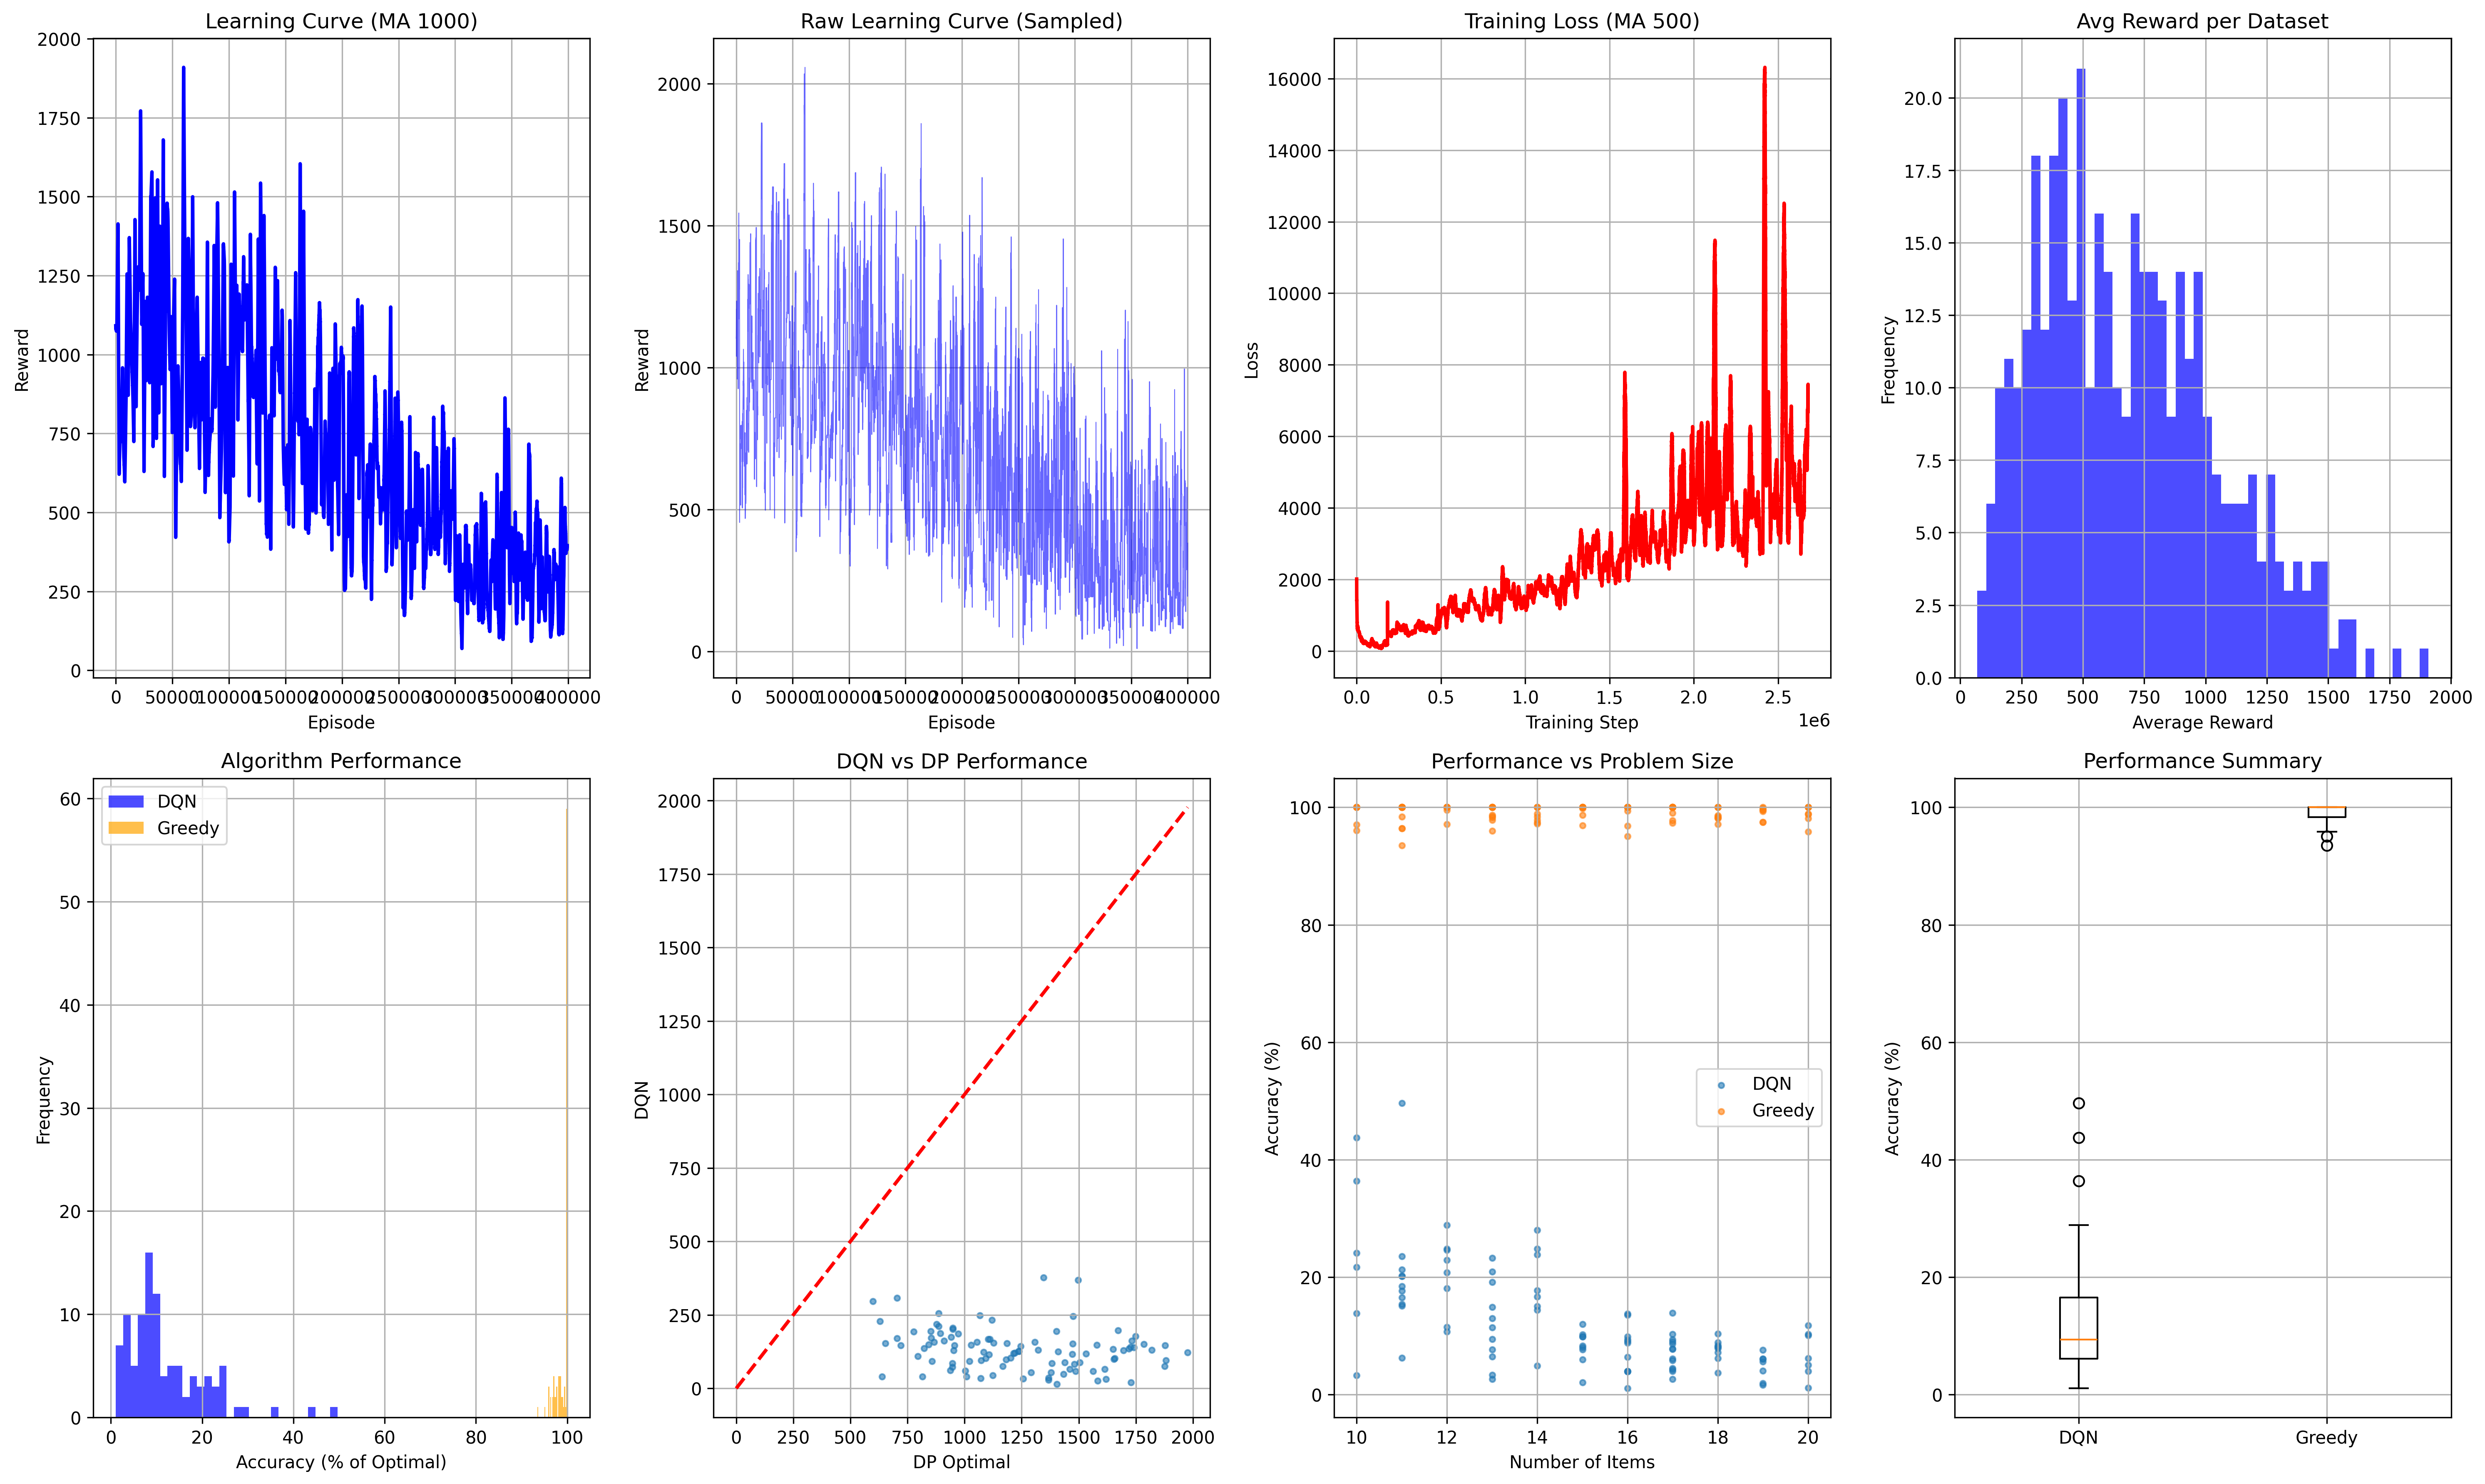 Learning Curve (MA 1000)
Reward
2000
1750
1500
1250
1000
750
500
250
0
0 50000 100000 150000 200000 250000 300000 350000 400000
Episode
Raw Learning Curve (Sampled)
Reward
2000
1500
1000
500
0
0 50000 100000 150000 200000 250000 300000 350000 400000
Episode
Training Loss (MA 500)
Loss
16000
14000
12000
10000
8000
6000
4000
2000
0
0.0 0.5 1.0 1.5 2.0 2.5
1e6
Training Step
Avg Reward per Dataset
Frequency
20.0
17.5
15.0
12.5
10.0
7.5
5.0
2.5
0.0
0 250 500 750 1000 1250 1500 1750 2000
Average Reward
Algorithm Performance
DQN
Greedy
Frequency
60
50
40
30
20
10
0
0 20 40 60 80 100
Accuracy (% of Optimal)
DQN vs DP Performance
DQN
2000
1750
1500
1250
1000
750
500
250
0
0 250 500 750 1000 1250 1500 1750 2000
DP Optimal
Performance vs Problem Size
Accuracy (%)
100
80
60
40
20
0
DQN
Greedy
10 12 14 16 18 20
Number of Items
Performance Summary
Accuracy (%)
100
80
60
40
20
0
DQN Greedy